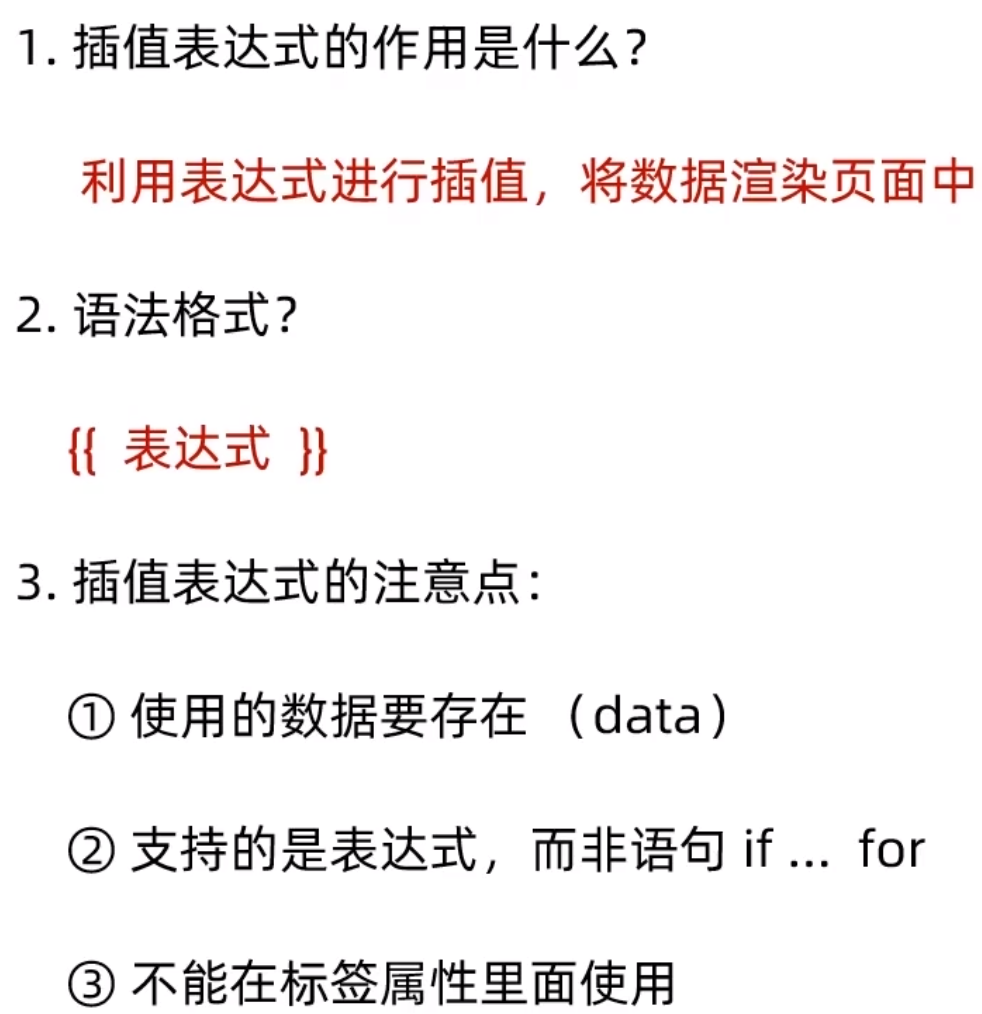 1. 插值表达式的作用是什么？
利用表达式进行插值，将数据渲染页面中
2. 语法格式？
{{ 表达式 }}
3. 插值表达式的注意点：
① 使用的数据要存在 （data）
② 支持的是表达式，而非语句 if ... for
③ 不能在标签属性里面使用